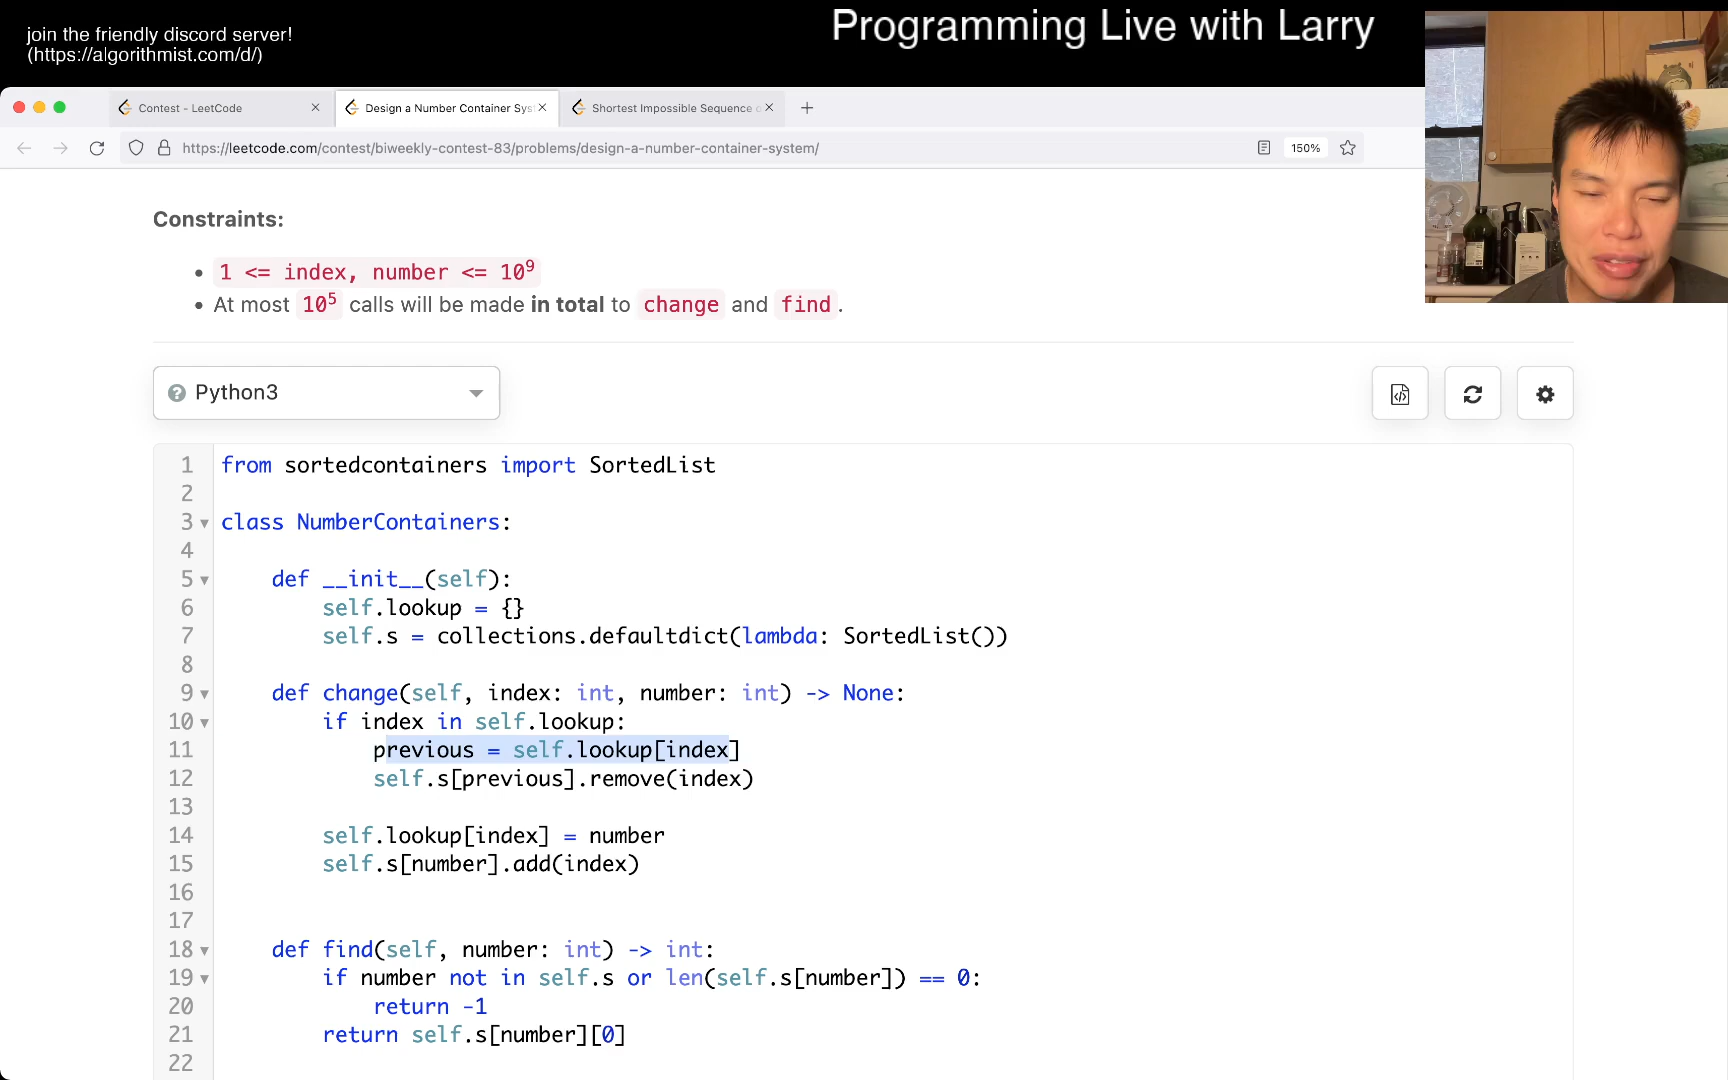 join the friendly discord server!
(https://algorithmist.com/d/)
Programming Live with Larry
Contest - LeetCode
Design a Number Container Sys
Shortest Impossible Sequence
https://leetcode.com/contest/biweekly-contest-83/problems/design-a-number-container-system/
150%
Constraints:
• 1 <= index, number <= 10⁹
• At most 10⁵ calls will be made in total to change and find.
Python3
1 from sortedcontainers import SortedList
2
3 class NumberContainers:
4
5     def __init__(self):
6         self.lookup = {}
7         self.s = collections.defaultdict(lambda: SortedList())
8
9     def change(self, index: int, number: int) -> None:
10         if index in self.lookup:
11             previous = self.lookup[index]
12             self.s[previous].remove(index)
13
14         self.lookup[index] = number
15         self.s[number].add(index)
16
17
18     def find(self, number: int) -> int:
19         if number not in self.s or len(self.s[number]) == 0:
20             return -1
21         return self.s[number][0]
22